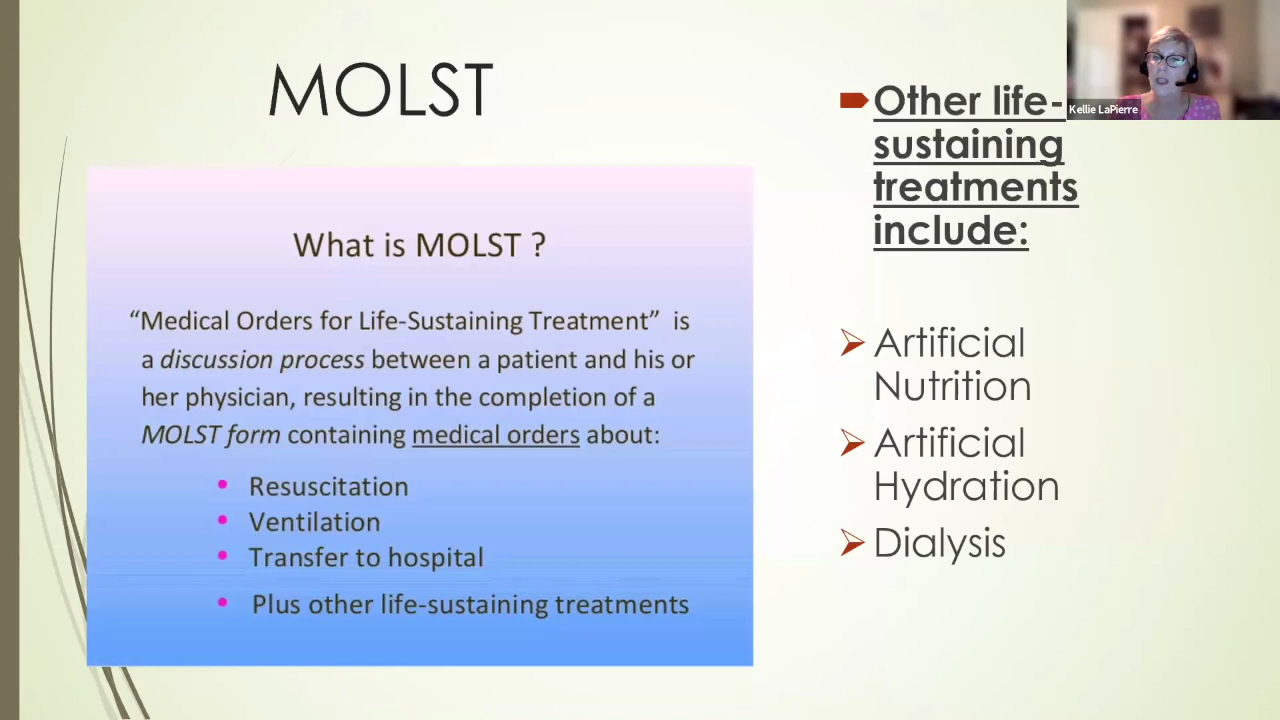 MOLST
What is MOLST ?
“Medical Orders for Life-Sustaining Treatment” is
a discussion process between a patient and his or
her physician, resulting in the completion of a
MOLST form containing medical orders about:
• Resuscitation
• Ventilation
• Transfer to hospital
• Plus other life-sustaining treatments
Other life-
sustaining
treatments
include:
Artificial
Nutrition
Artificial
Hydration
Dialysis
Kellie LaPierre